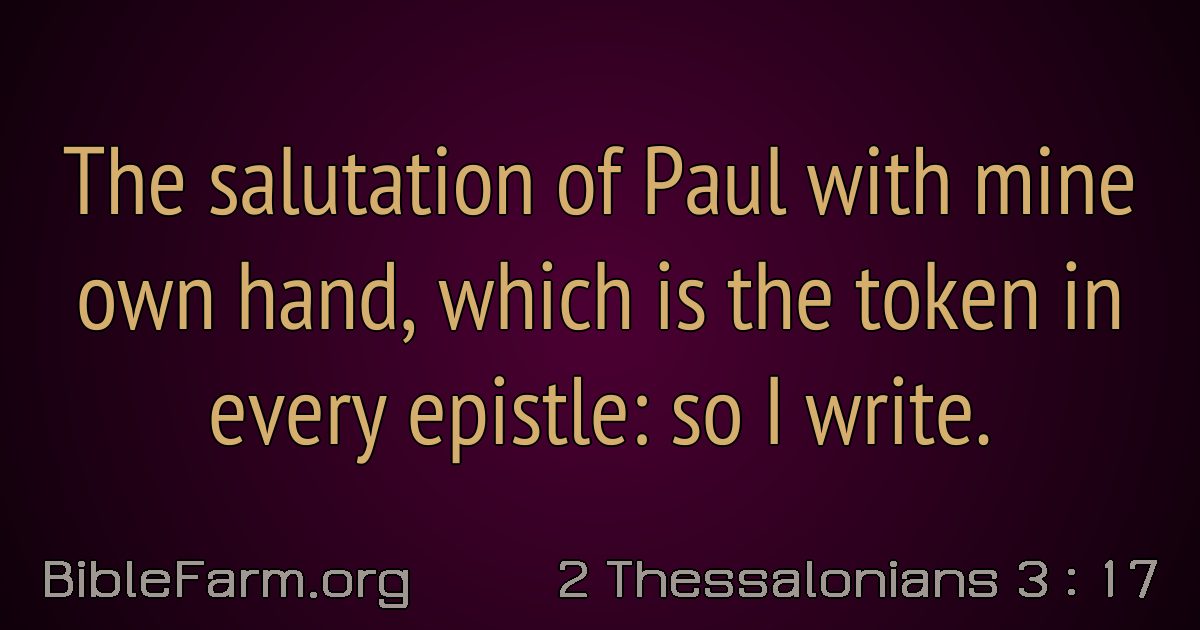 The salutation of Paul with mine
own hand, which is the token in
every epistle: so I write.
BibleFarm.org
2 Thessalonians 3 : 17